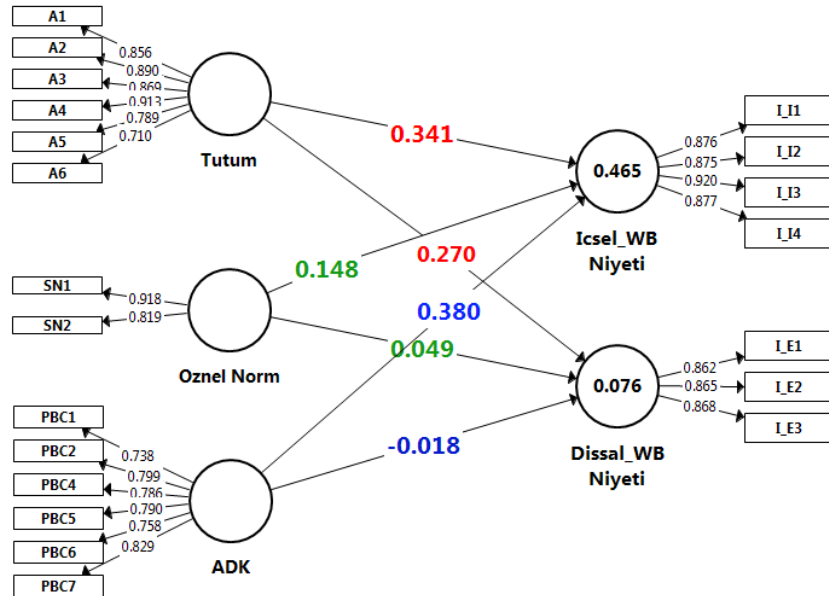 A1
A2
A3
A4
A5
A6
0.856
0.890
0.869
0.913
0.789
0.710
Tutum
SN1
SN2
0.918
0.819
Oznel Norm
PBC1
PBC2
PBC4
PBC5
PBC6
PBC7
0.738
0.799
0.786
0.790
0.758
0.829
ADK
0.341
0.148
0.270
0.380
0.049
-0.018
0.465
Icsel_WB
Niyeti
0.876
0.875
0.920
0.877
I_I1
I_I2
I_I3
I_I4
0.076
Dissal_WB
Niyeti
0.862
0.865
0.868
I_E1
I_E2
I_E3